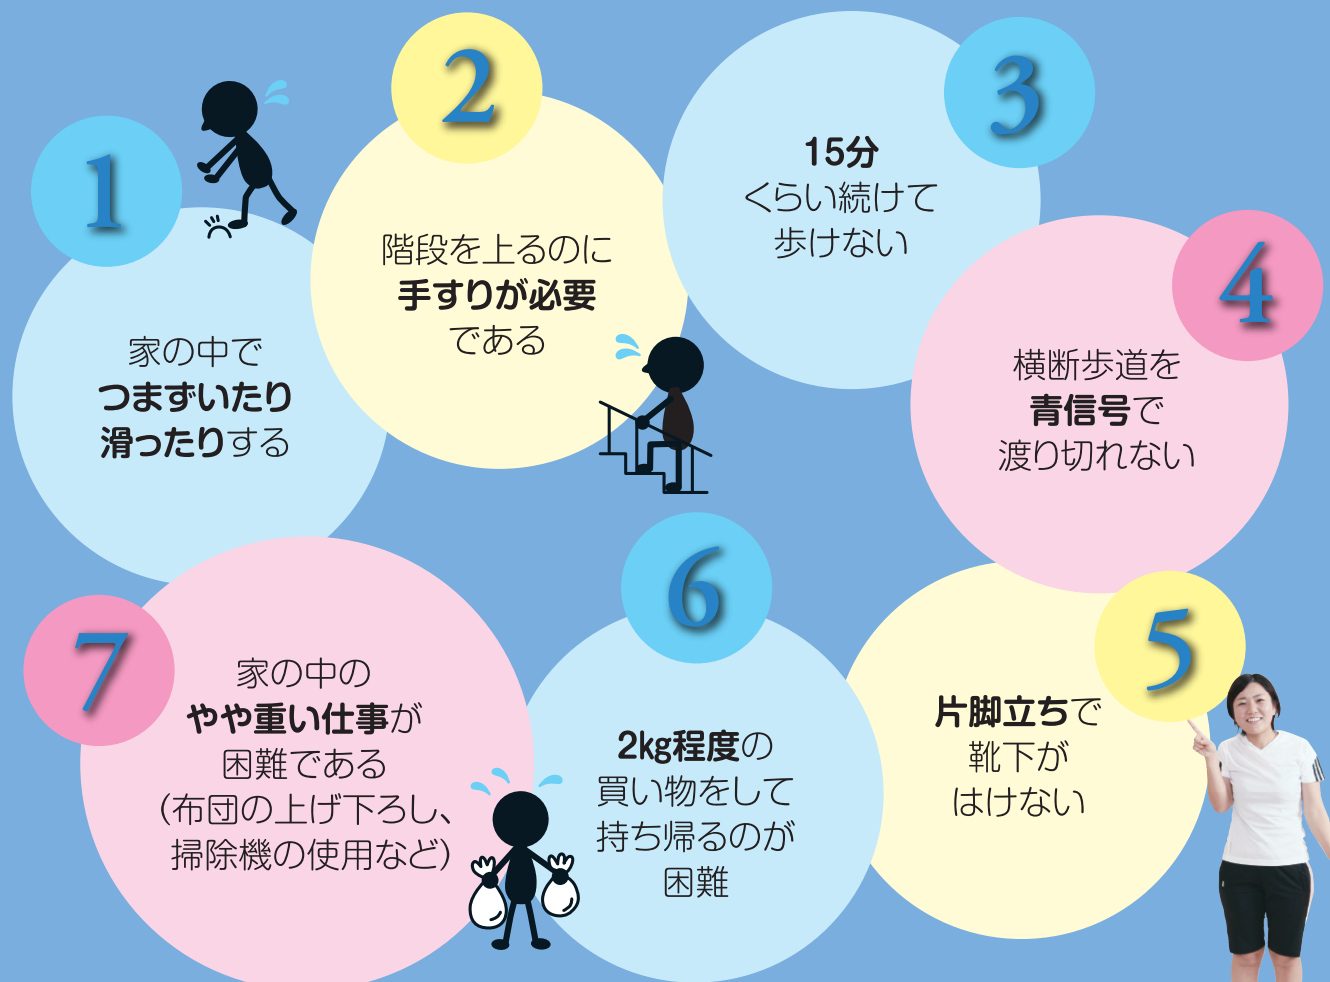 1
家の中で
つまずいたり
滑ったりする
2
階段を上るのに
手すりが必要
である
3
15分
くらい続けて
歩けない
4
横断歩道を
青信号で
渡り切れない
5
片脚立ちで
靴下が
はけない
6
2kg程度の
買い物をして
持ち帰るのが
困難
7
家の中の
やや重い仕事が
困難である
（布団の上げ下ろし、
掃除機の使用など）